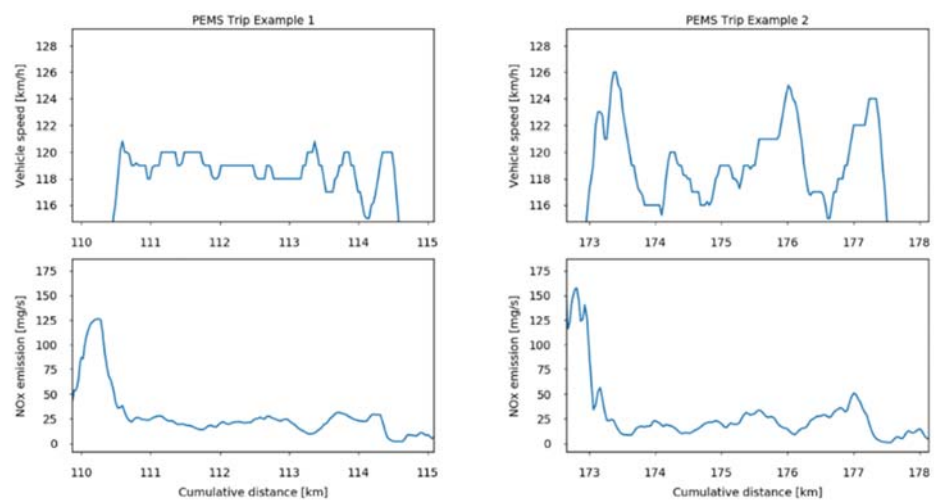 PEMS Trip Example 1
Vehicle speed [km/h]
128
126
124
122
120
118
116
110 111 112 113 114 115
NOx emission [mg/s]
175
150
125
100
75
50
25
0
110 111 112 113 114 115
Cumulative distance [km]
PEMS Trip Example 2
Vehicle speed [km/h]
128
126
124
122
120
118
116
173 174 175 176 177 178
NOx emission [mg/s]
175
150
125
100
75
50
25
0
173 174 175 176 177 178
Cumulative distance [km]